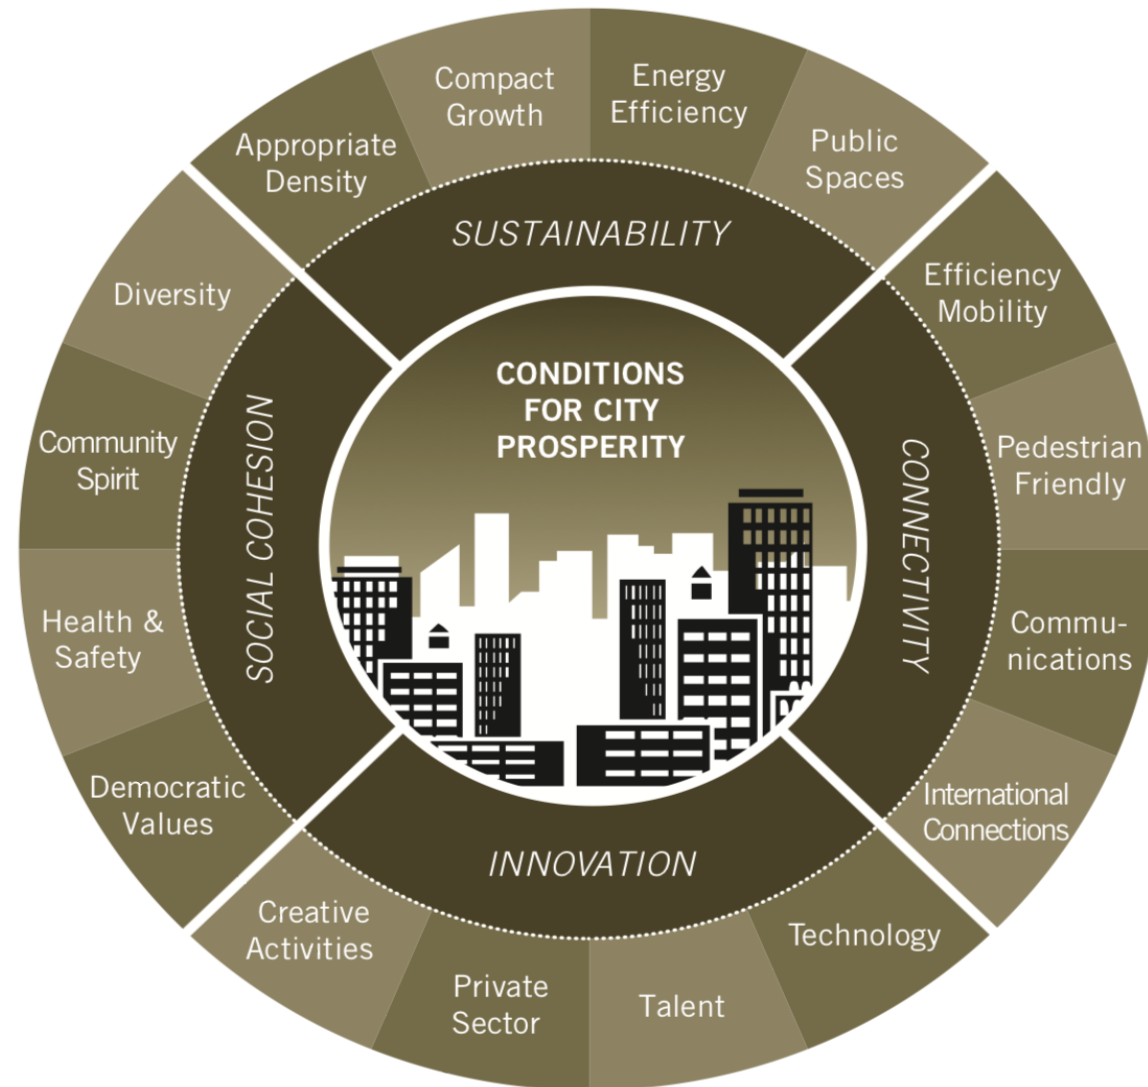 CONDITIONS
FOR CITY
PROSPERITY
SUSTAINABILITY
Appropriate
Density
Compact
Growth
Energy
Efficiency
Public
Spaces
CONNECTIVITY
Efficiency
Mobility
Pedestrian
Friendly
Commu-
nications
International
Connections
INNOVATION
Technology
Talent
Private
Sector
Creative
Activities
SOCIAL COHESION
Democratic
Values
Health &
Safety
Community
Spirit
Diversity